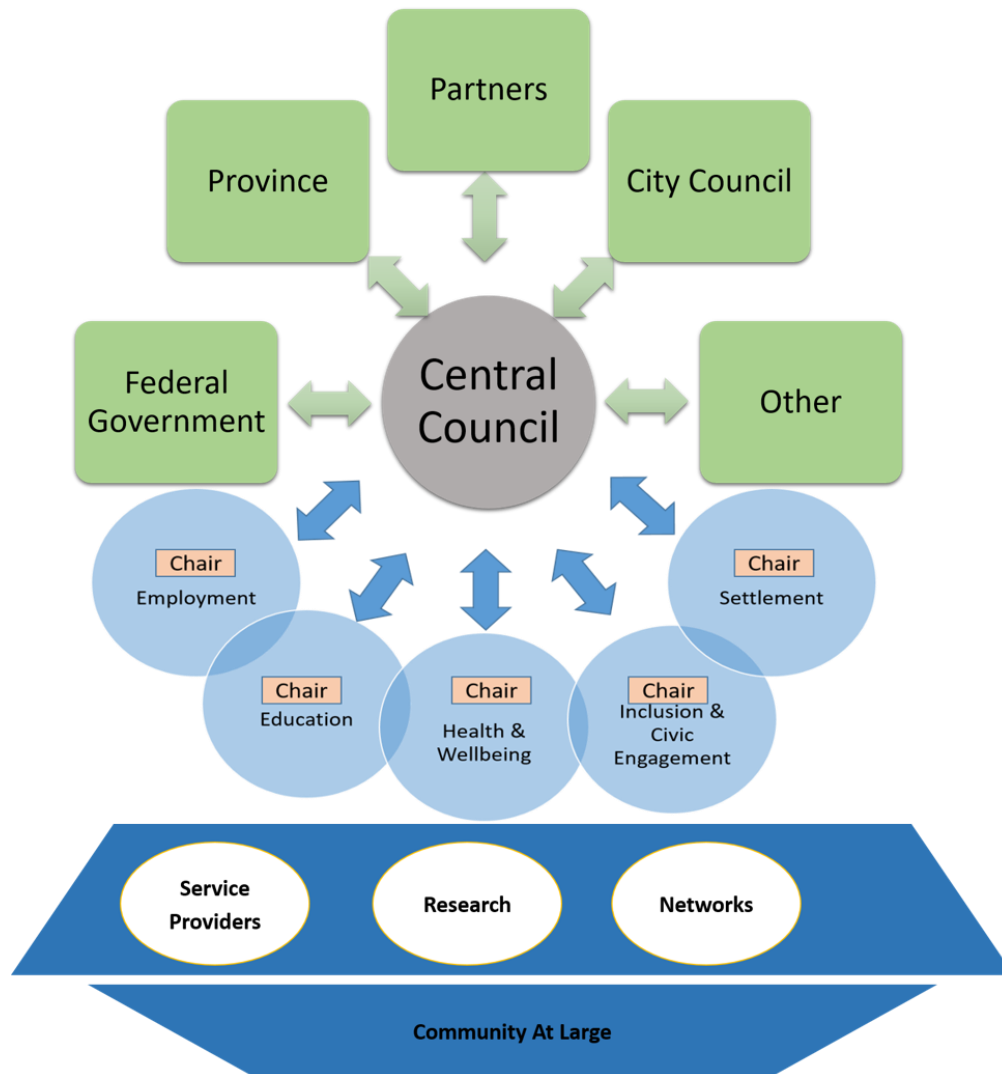 Partners
Province
City Council
Central
Council
Federal
Government
Other
Chair
Employment
Chair
Settlement
Chair
Education
Chair
Health &
Wellbeing
Chair
Inclusion &
Civic
Engagement
Service
Providers
Research
Networks
Community At Large